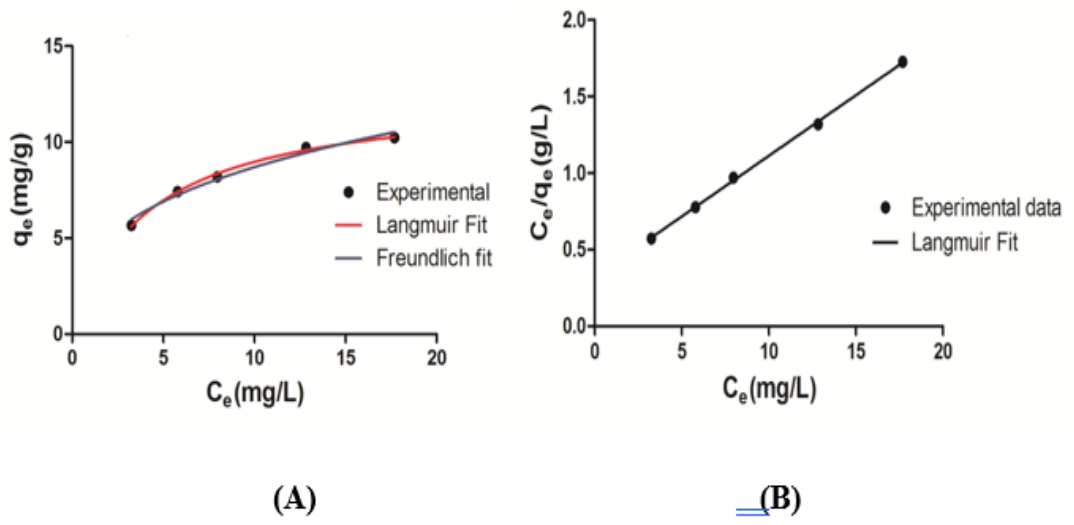 15
10
5
0
qe(mg/g)
Experimental
Langmuir Fit
Freundlich fit
0 5 10 15 20
Ce(mg/L)
(A)
2.0
1.5
1.0
0.5
0.0
Ce/qe(g/L)
Experimental data
Langmuir Fit
0 5 10 15 20
Ce(mg/L)
(B)